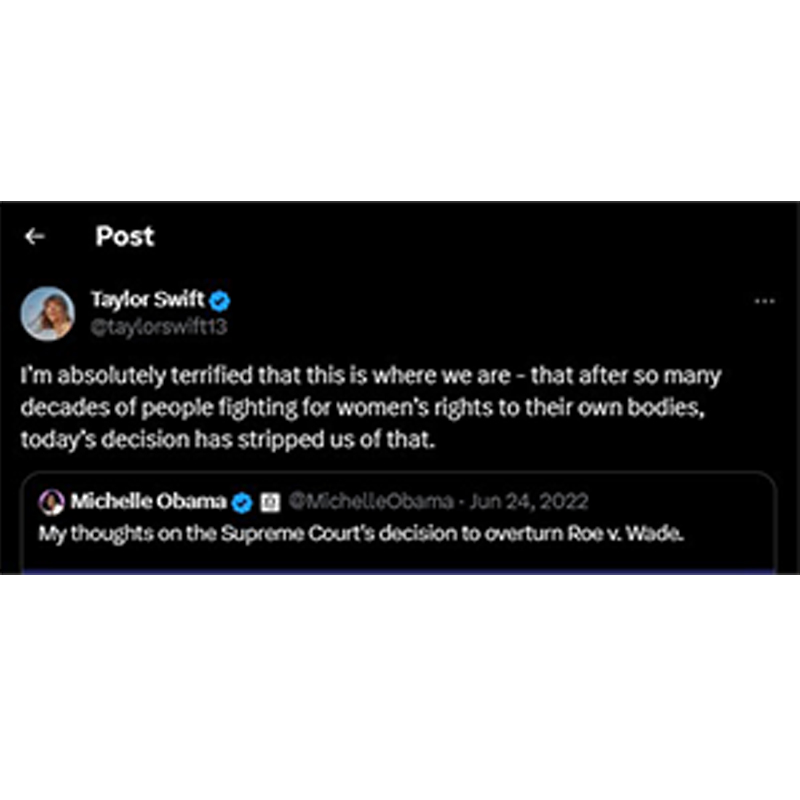 Post
Taylor Swift
@taylorswift13
I'm absolutely terrified that this is where we are - that after so many
decades of people fighting for women's rights to their own bodies,
today's decision has stripped us of that.
Michelle Obama @MichelleObama · Jun 24, 2022
My thoughts on the Supreme Court's decision to overturn Roe v. Wade.